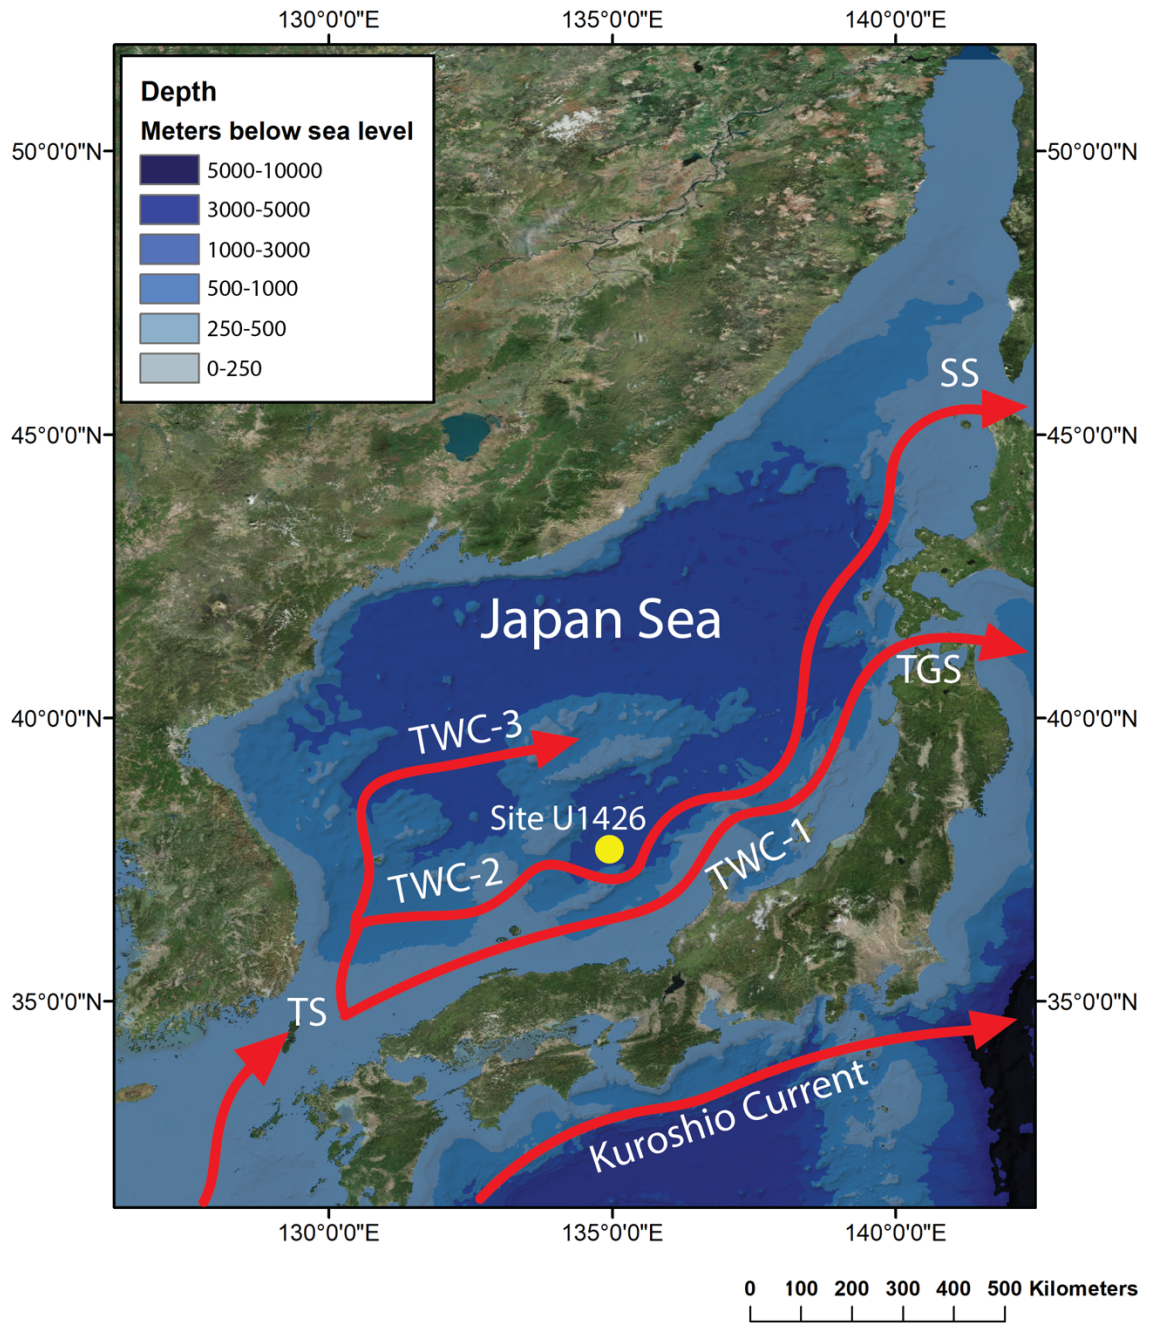 130°0'0"E 135°0'0"E 140°0'0"E
Depth
Meters below sea level
5000-10000
3000-5000
1000-3000
500-1000
250-500
0-250
50°0'0"N 50°0'0"N
SS
45°0'0"N 45°0'0"N
Japan Sea
TGS
40°0'0"N 40°0'0"N
TWC-3
Site U1426
TWC-1
TWC-2
TS
35°0'0"N 35°0'0"N
Kuroshio Current
130°0'0"E 135°0'0"E 140°0'0"E
0 100 200 300 400 500 Kilometers